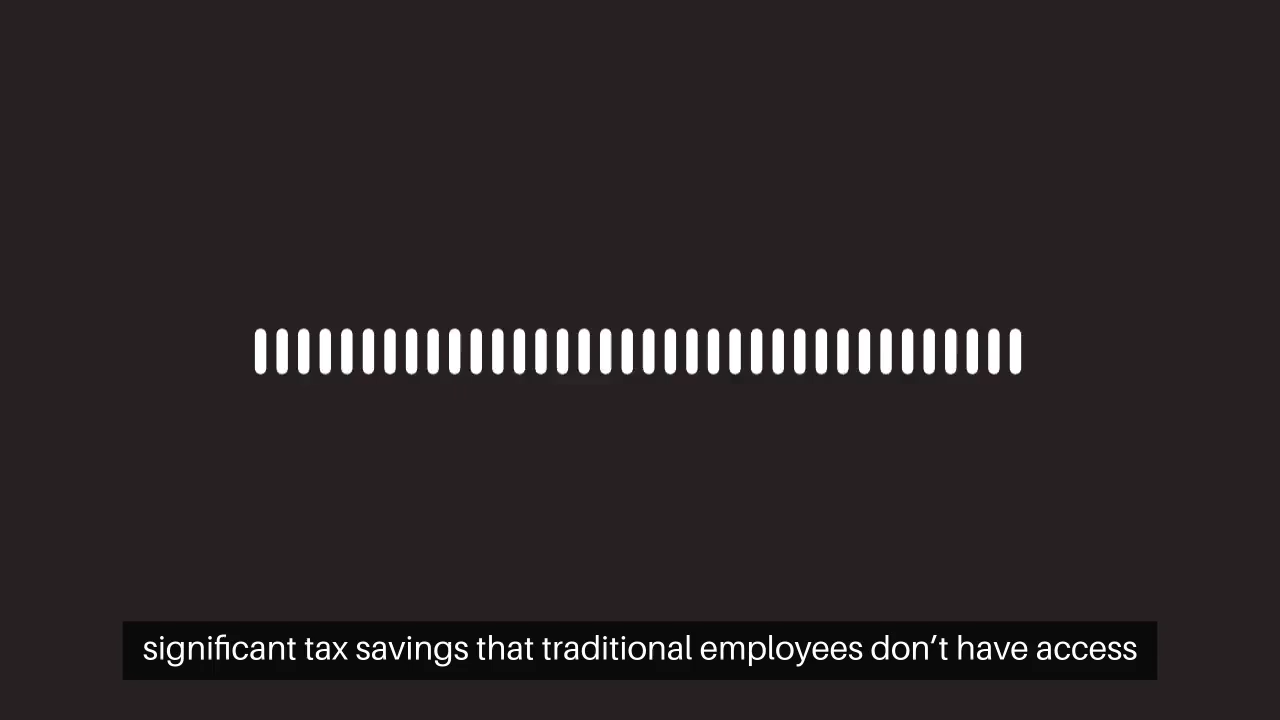 significant tax savings that traditional employees don’t have access